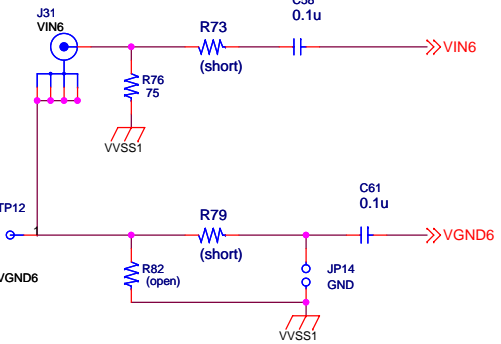 J31
VIN6
R73
(short)
C58
0.1u
VIN6
R76
75
VVSS1
TP12
1
VGND6
R79
(short)
C61
0.1u
VGND6
R82
(open)
JP14
GND
VVSS1